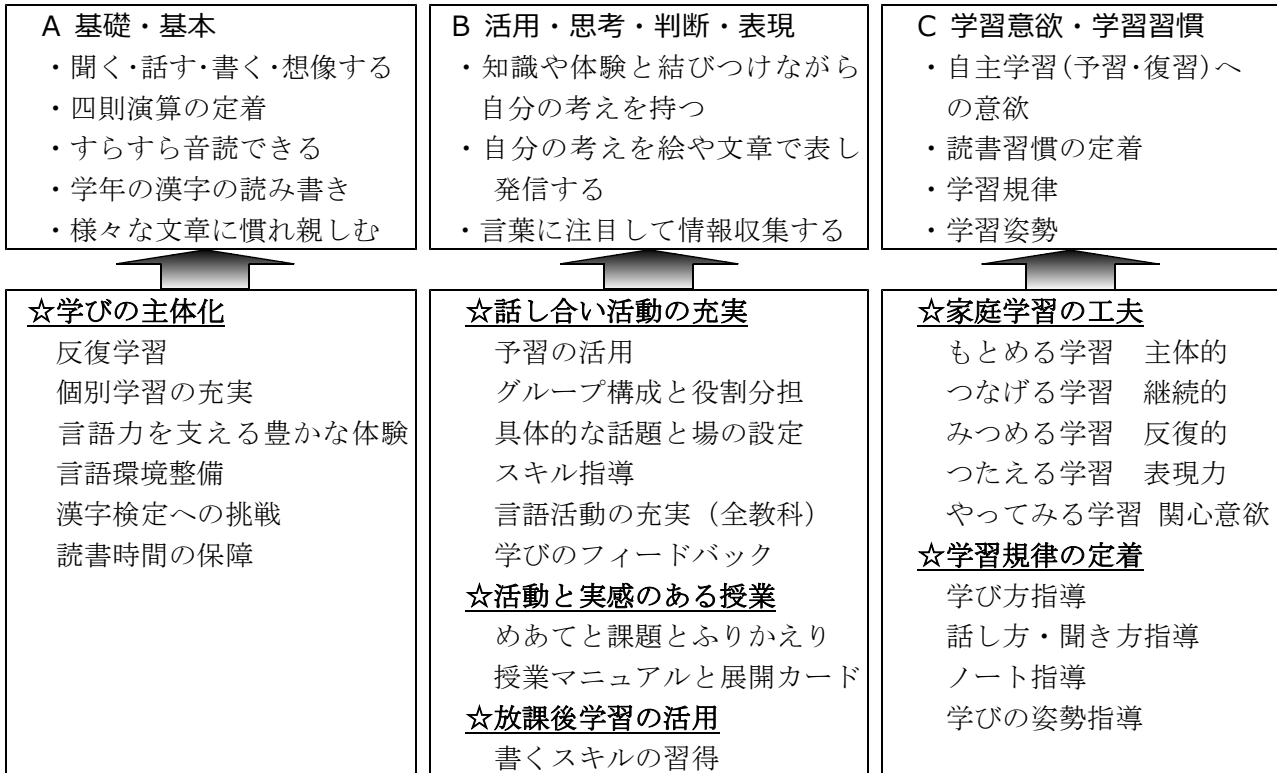 A 基礎・基本
・聞く・話す・書く・想像する
・四則演算の定着
・すらすら音読できる
・学年の漢字の読み書き
・様々な文章に慣れ親しむ
B 活用・思考・判断・表現
・知識や体験と結びつけながら
自分の考えを持つ
・自分の考えを絵や文章で表し
発信する
・言葉に注目して情報収集する
C 学習意欲・学習習慣
・自主学習(予習・復習)へ
の意欲
・読書習慣の定着
・学習規律
・学習姿勢
☆学びの主体化
反復学習
個別学習の充実
言語力を支える豊かな体験
言語環境整備
漢字検定への挑戦
読書時間の保障
☆話し合い活動の充実
予習の活用
グループ構成と役割分担
具体的な話題と場の設定
スキル指導
言語活動の充実（全教科）
学びのフィードバック
☆活動と実感のある授業
めあてと課題とふりかえり
授業マニュアルと展開カード
☆放課後学習の活用
書くスキルの習得
☆家庭学習の工夫
もとめる学習　主体的
つなげる学習　継続的
みつめる学習　反復的
つたえる学習　表現力
やってみる学習 関心意欲
☆学習規律の定着
学び方指導
話し方・聞き方指導
ノート指導
学びの姿勢指導